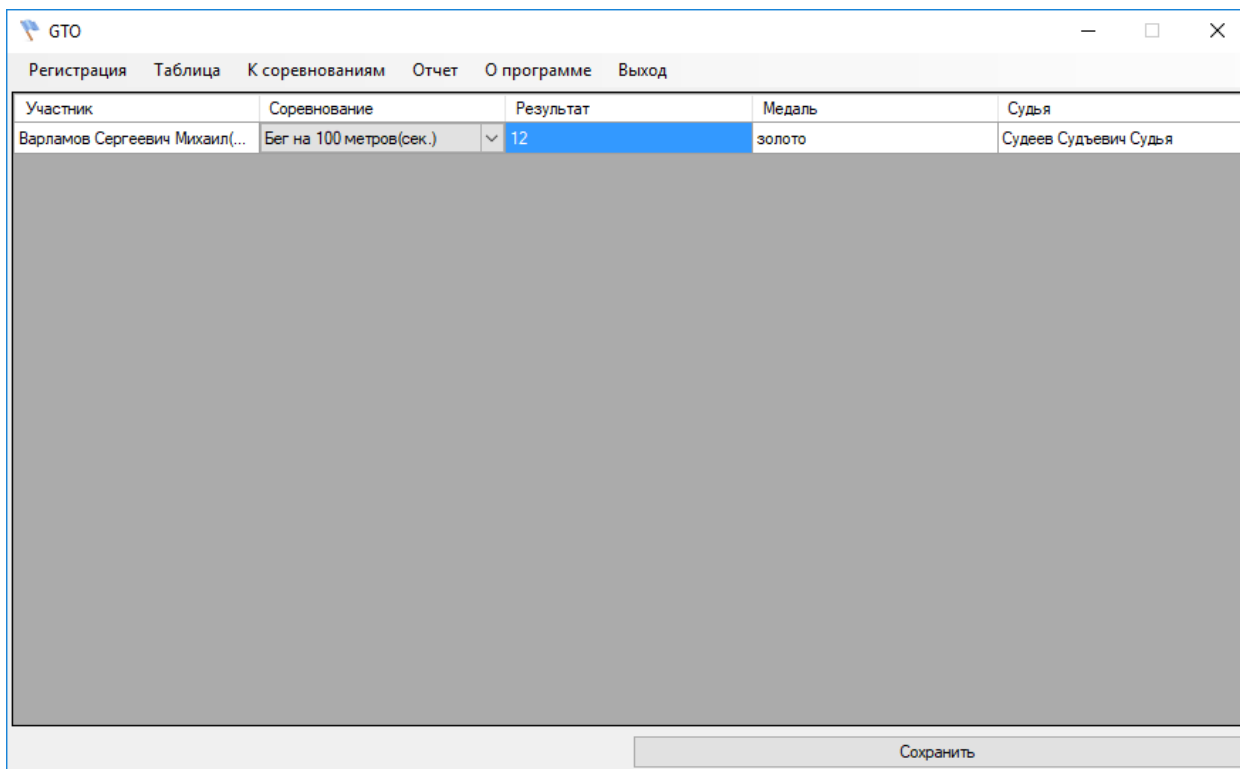 GTO
Регистрация Таблица К соревнованиям Отчет О программе Выход
Участник Соревнование Результат Медаль Судья
Варламов Сергеевич Михаил(... Бег на 100 метров(сек.) 12 золото Судеев Судъевич Судья
Сохранить